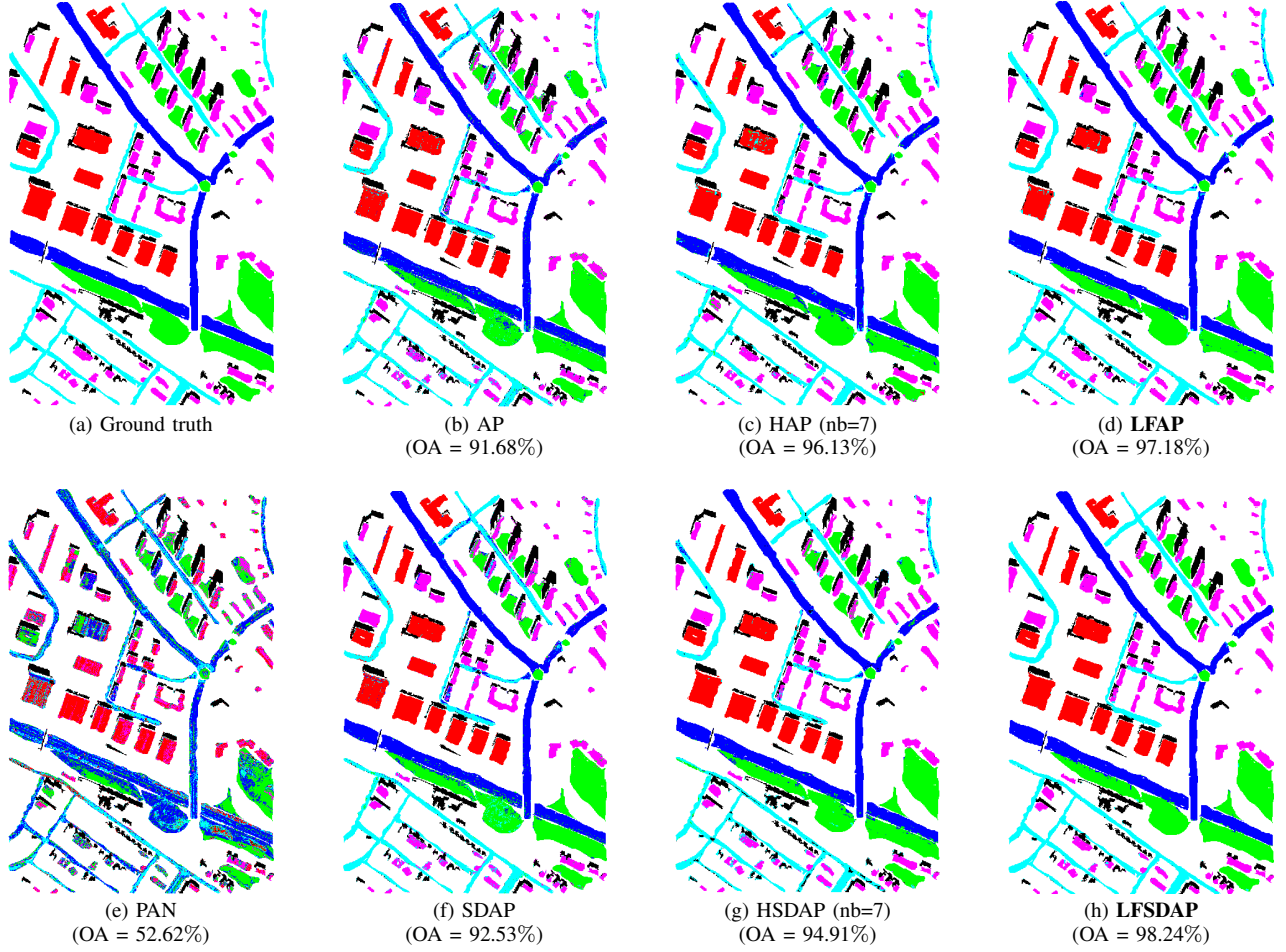 (a) Ground truth
(b) AP
(OA = 91.68%)
(c) HAP (nb=7)
(OA = 96.13%)
(d) LFAP
(OA = 97.18%)
(e) PAN
(OA = 52.62%)
(f) SDAP
(OA = 92.53%)
(g) HSDAP (nb=7)
(OA = 94.91%)
(h) LFSDAP
(OA = 98.24%)